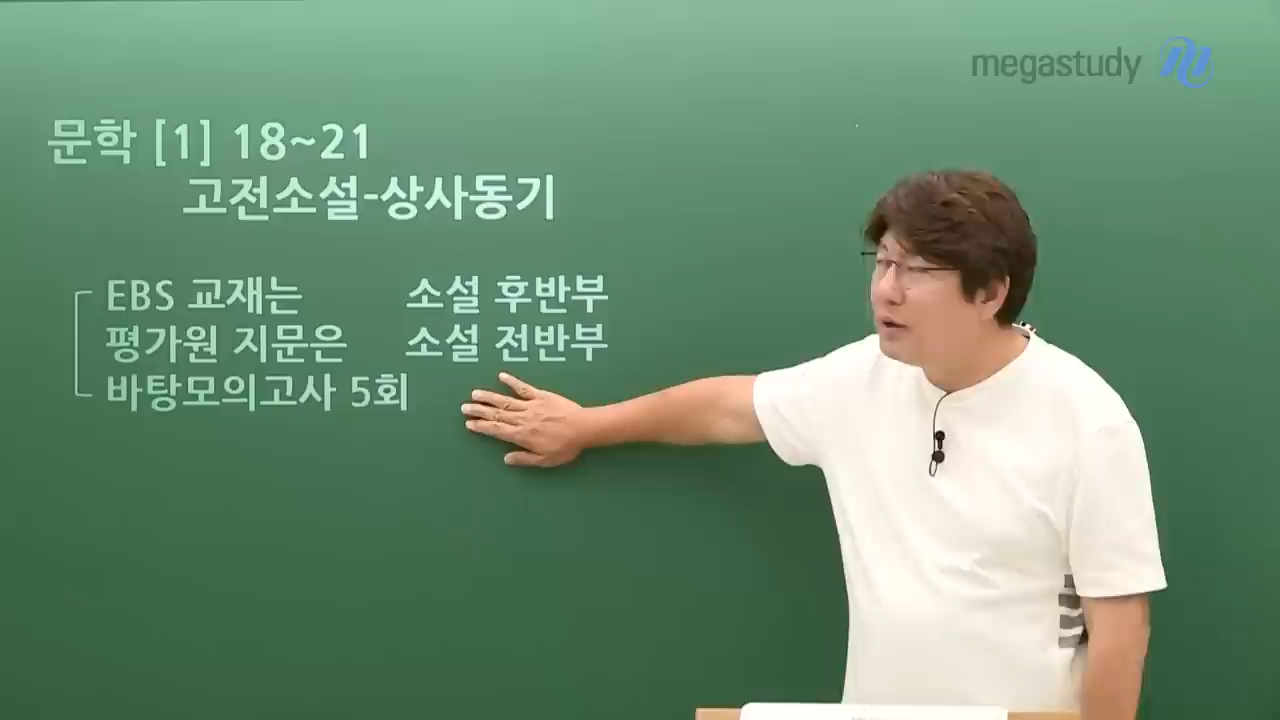 megastudy
문학 [1] 18~21
고전소설-상사동기
EBS 교재는 소설 후반부
평가원 지문은 소설 전반부
바탕모의고사 5회